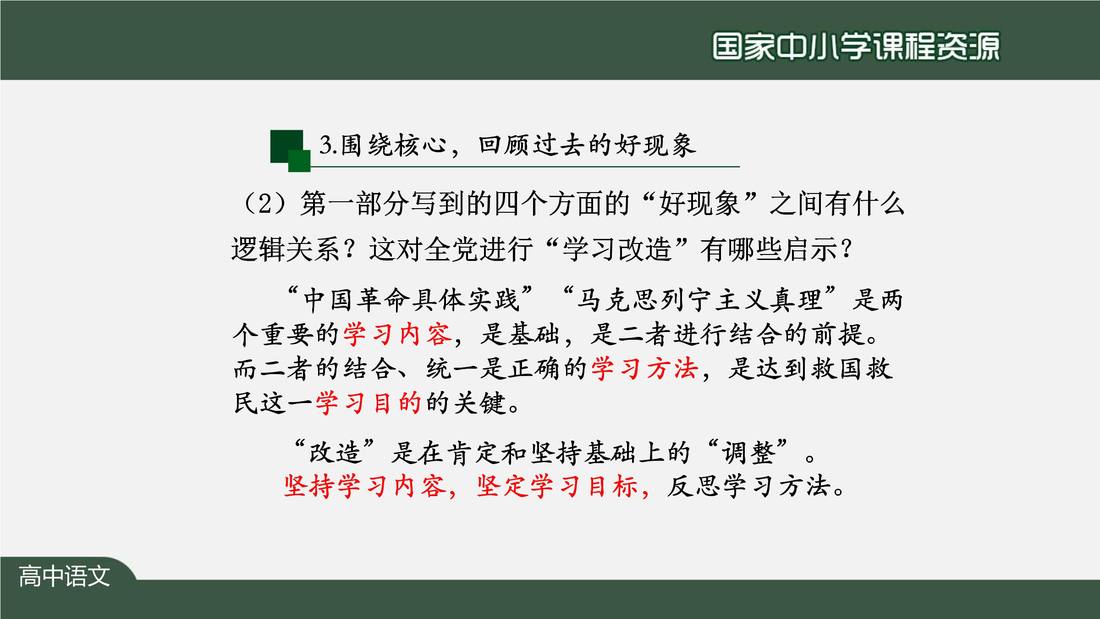 国家中小学课程资源
3.围绕核心，回顾过去的好现象
（2）第一部分写到的四个方面的“好现象”之间有什么
逻辑关系？这对全党进行“学习改造”有哪些启示？
“中国革命具体实践”“马克思列宁主义真理”是两
个重要的学习内容，是基础，是二者进行结合的前提。
而二者的结合、统一是正确的学习方法，是达到救国救
民这一学习目的的关键。
“改造”是在肯定和坚持基础上的“调整”。
坚持学习内容，坚定学习目标，反思学习方法。
高中语文